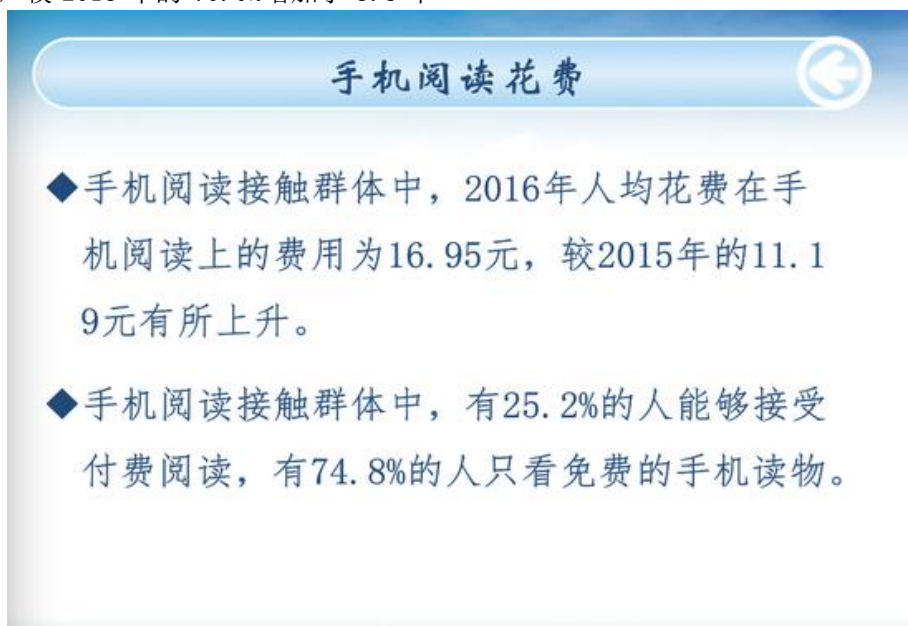 手机阅读花费
◆手机阅读接触群体中，2016年人均花费在手
机阅读上的费用为16.95元，较2015年的11.1
9元有所上升。
◆手机阅读接触群体中，有25.2%的人能够接受
付费阅读，有74.8%的人只看免费的手机读物。